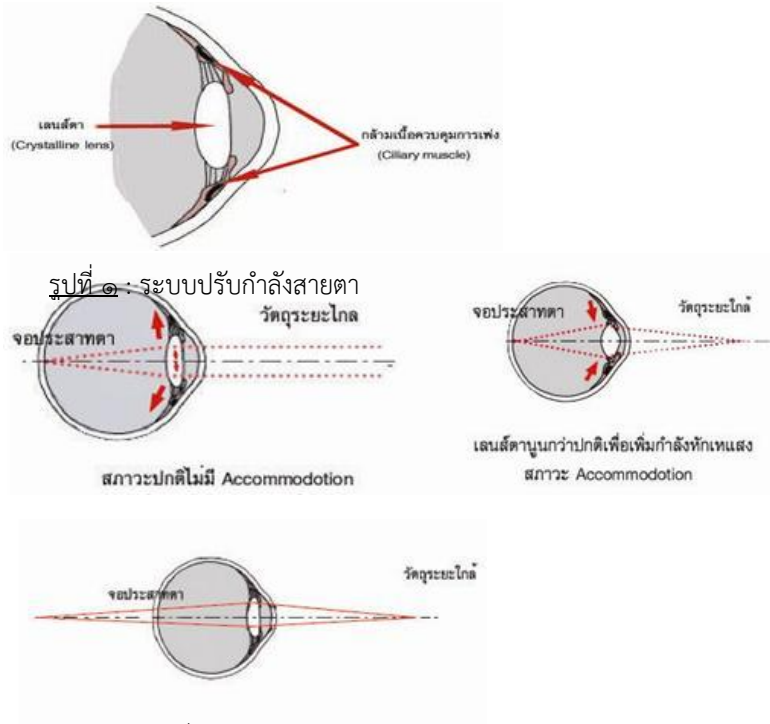 เลนส์ตา
(Crystalline lens)
กล้ามเนื้อควบคุมการเพ่ง
(Ciliary muscle)
รูปที่ ๑ : ระบบปรับกำลังสายตา
จอประสาทตา
วัตถุระยะไกล
สภาวะปกติไม่มี Accommodotion
จอประสาทตา
วัตถุระยะใกล้
เลนส์ตานูนกว่าปกติเพื่อเพิ่มกำลังหักเหแสง
สภาวะ Accommodation
จอประสาทตา
วัตถุระยะใกล้